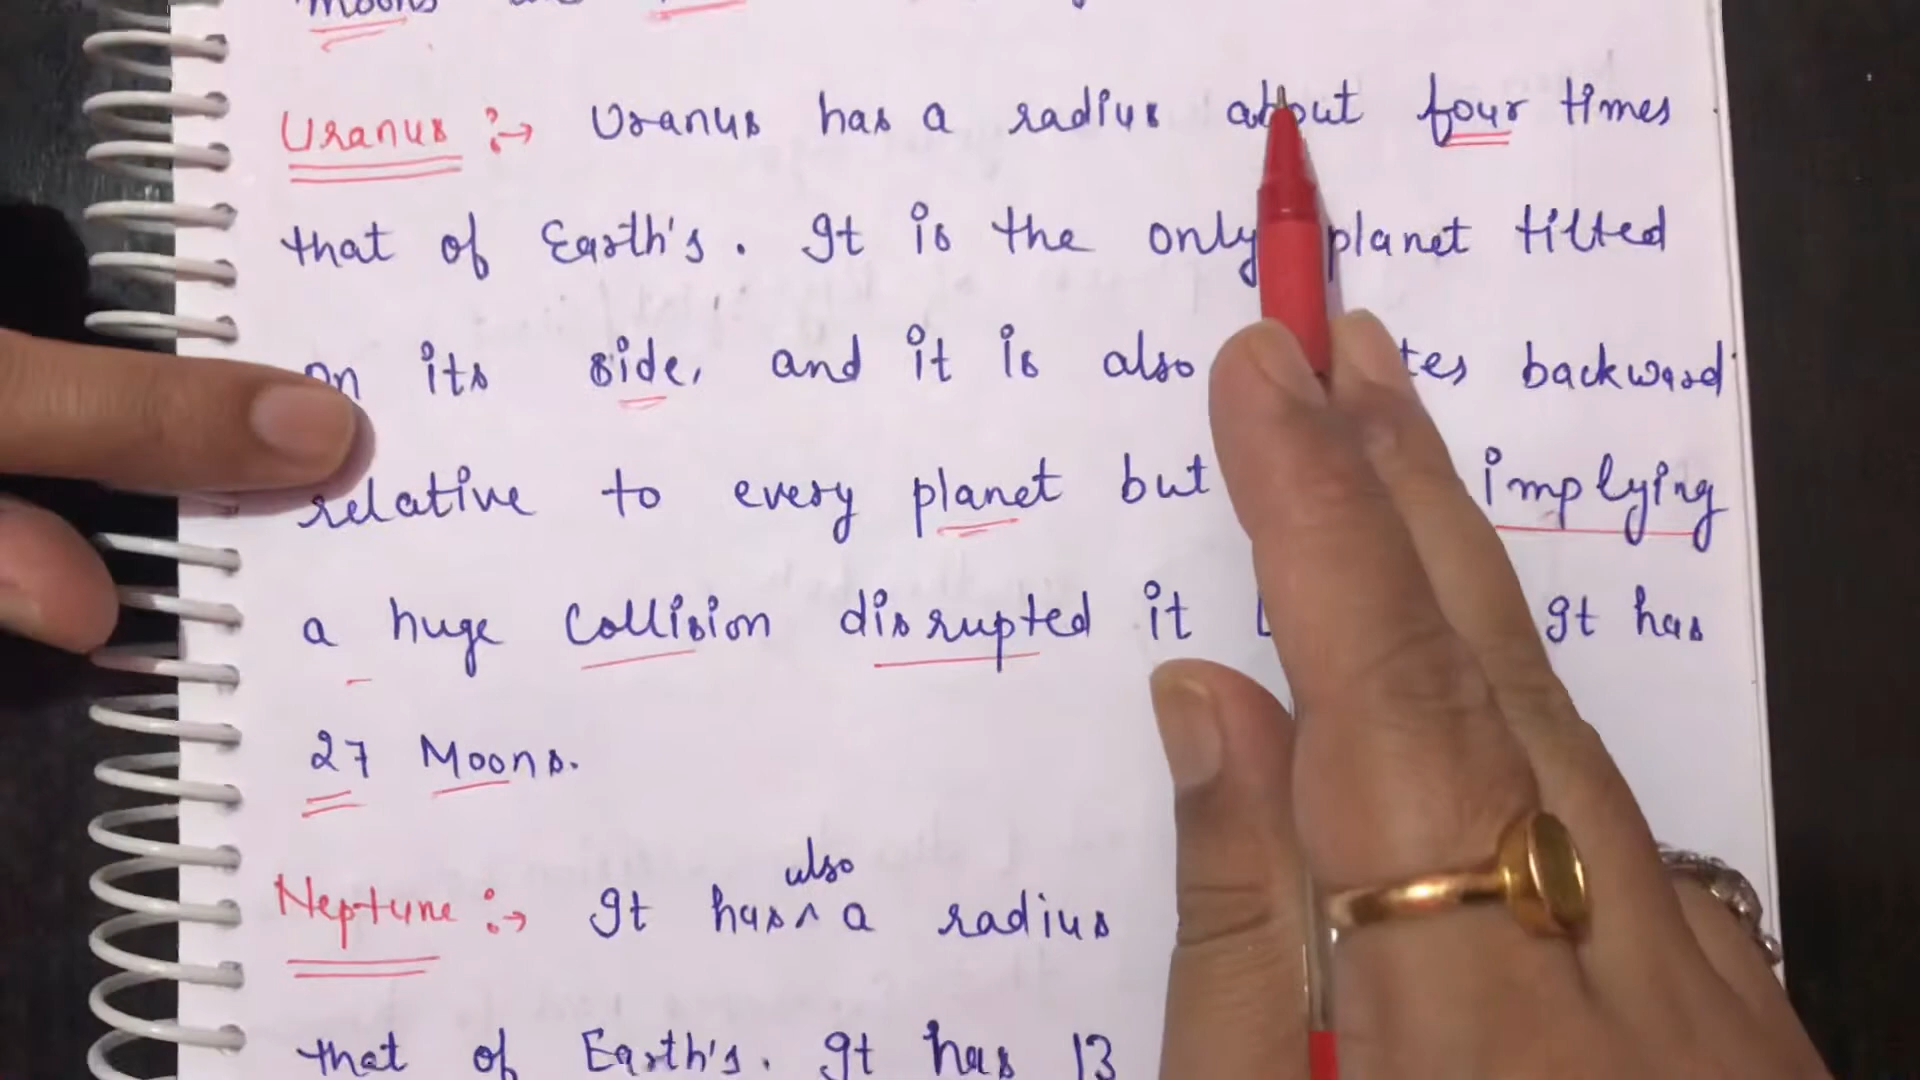 Moons
Uranus :→ Uranus has a radius about four times
that of Earth's. It is the only planet tilted
on its side, and it is also backward
relative to every planet but implying
a huge collision disrupted it It has
27 Moons.
also
Neptune :→ It has ^ a radius
that of Earth's. It has 13